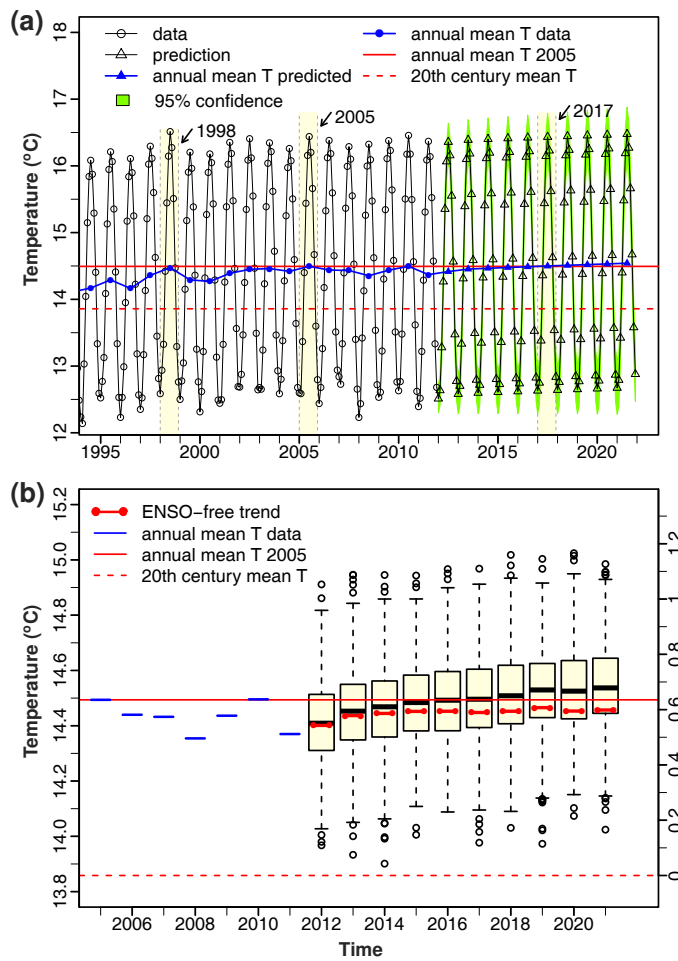 (a)
data
prediction
annual mean T predicted
95% confidence
annual mean T data
annual mean T 2005
20th century mean T
1998
2005
2017
Temperature (°C)
18
17
16
15
14
13
12
1995
2000
2005
2010
2015
2020
(b)
ENSO−free trend
annual mean T data
annual mean T 2005
20th century mean T
Temperature (°C)
15.2
15.0
14.8
14.6
14.4
14.2
14.0
13.8
1.2
1
0.8
0.6
0.4
0.2
0
2006
2008
2010
2012
2014
2016
2018
2020
Time